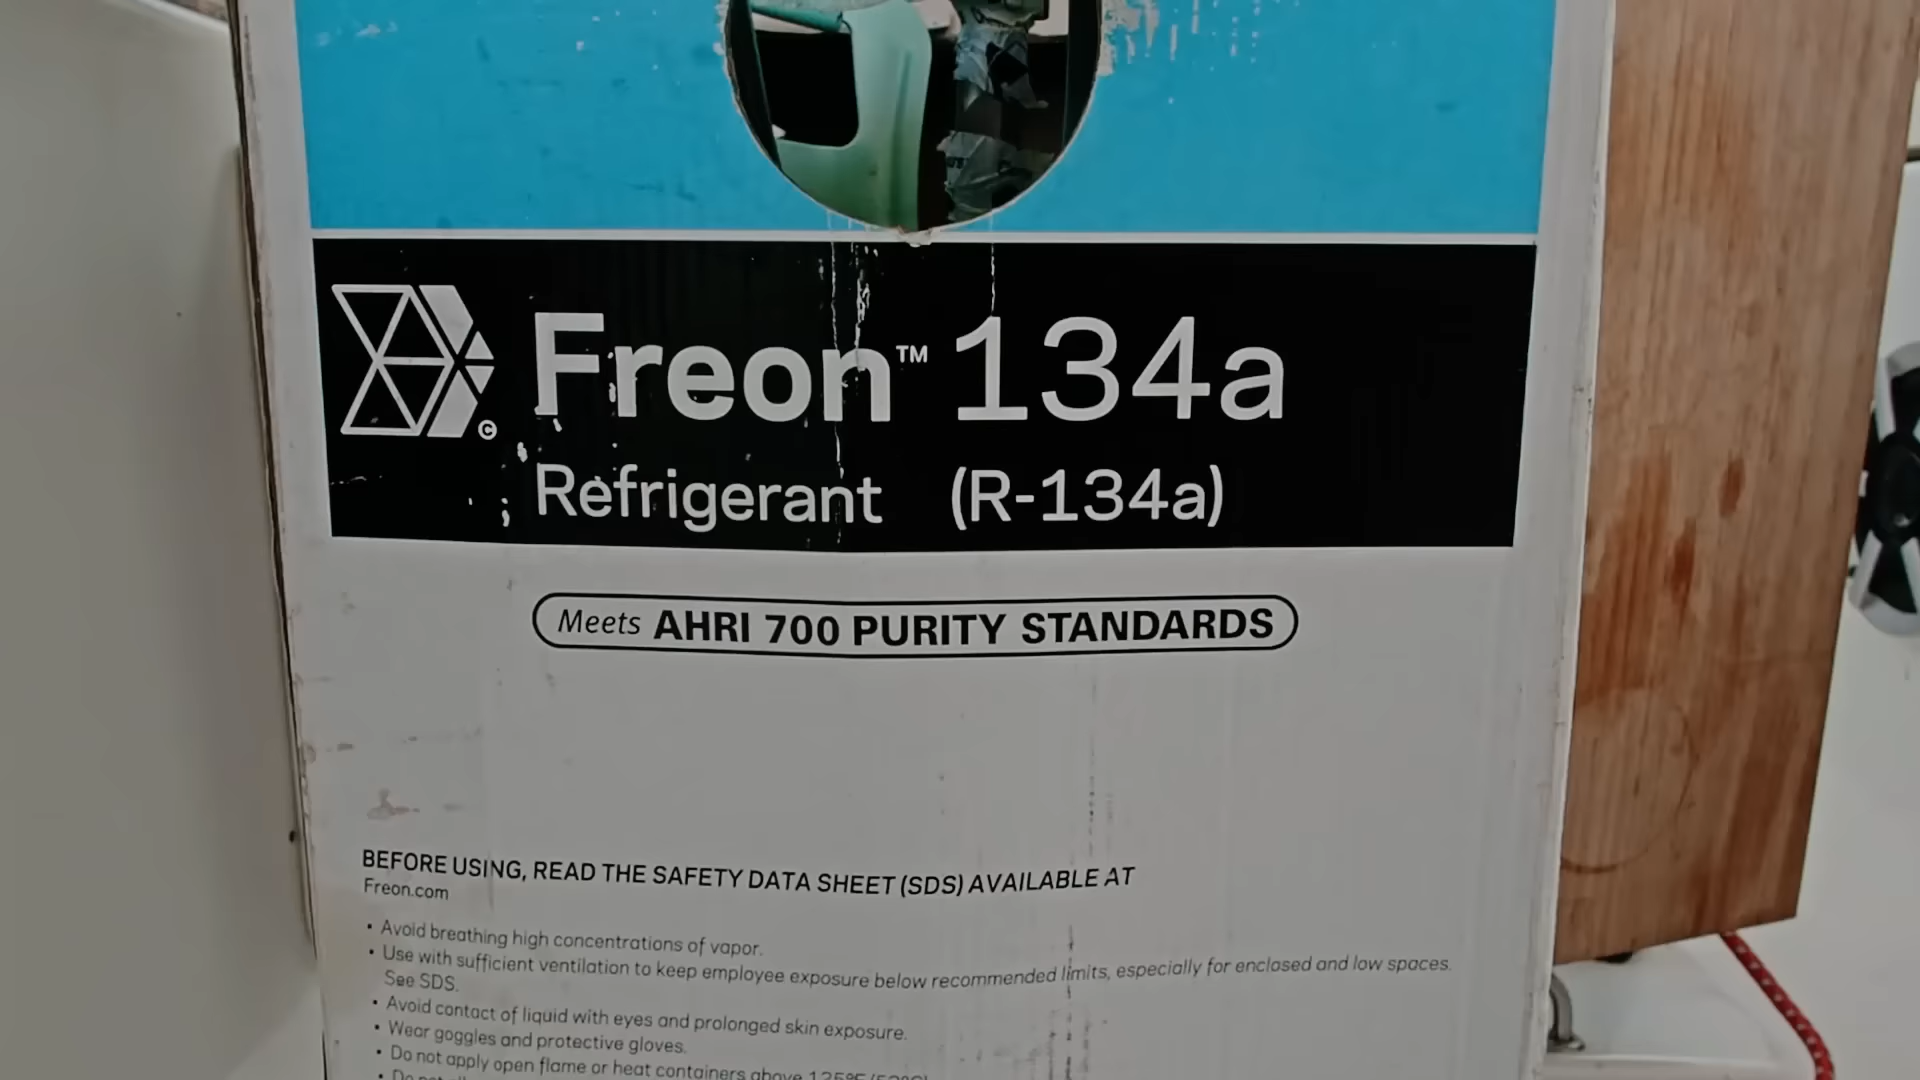 Freon™ 134a
Refrigerant (R-134a)
Meets AHRI 700 PURITY STANDARDS
BEFORE USING, READ THE SAFETY DATA SHEET (SDS) AVAILABLE AT
Freon.com
• Avoid breathing high concentrations of vapor.
• Use with sufficient ventilation to keep employee exposure below recommended limits, especially for enclosed and low spaces.
See SDS.
• Avoid contact of liquid with eyes and prolonged skin exposure.
• Wear goggles and protective gloves.
• Do not apply open flame or heat containers above